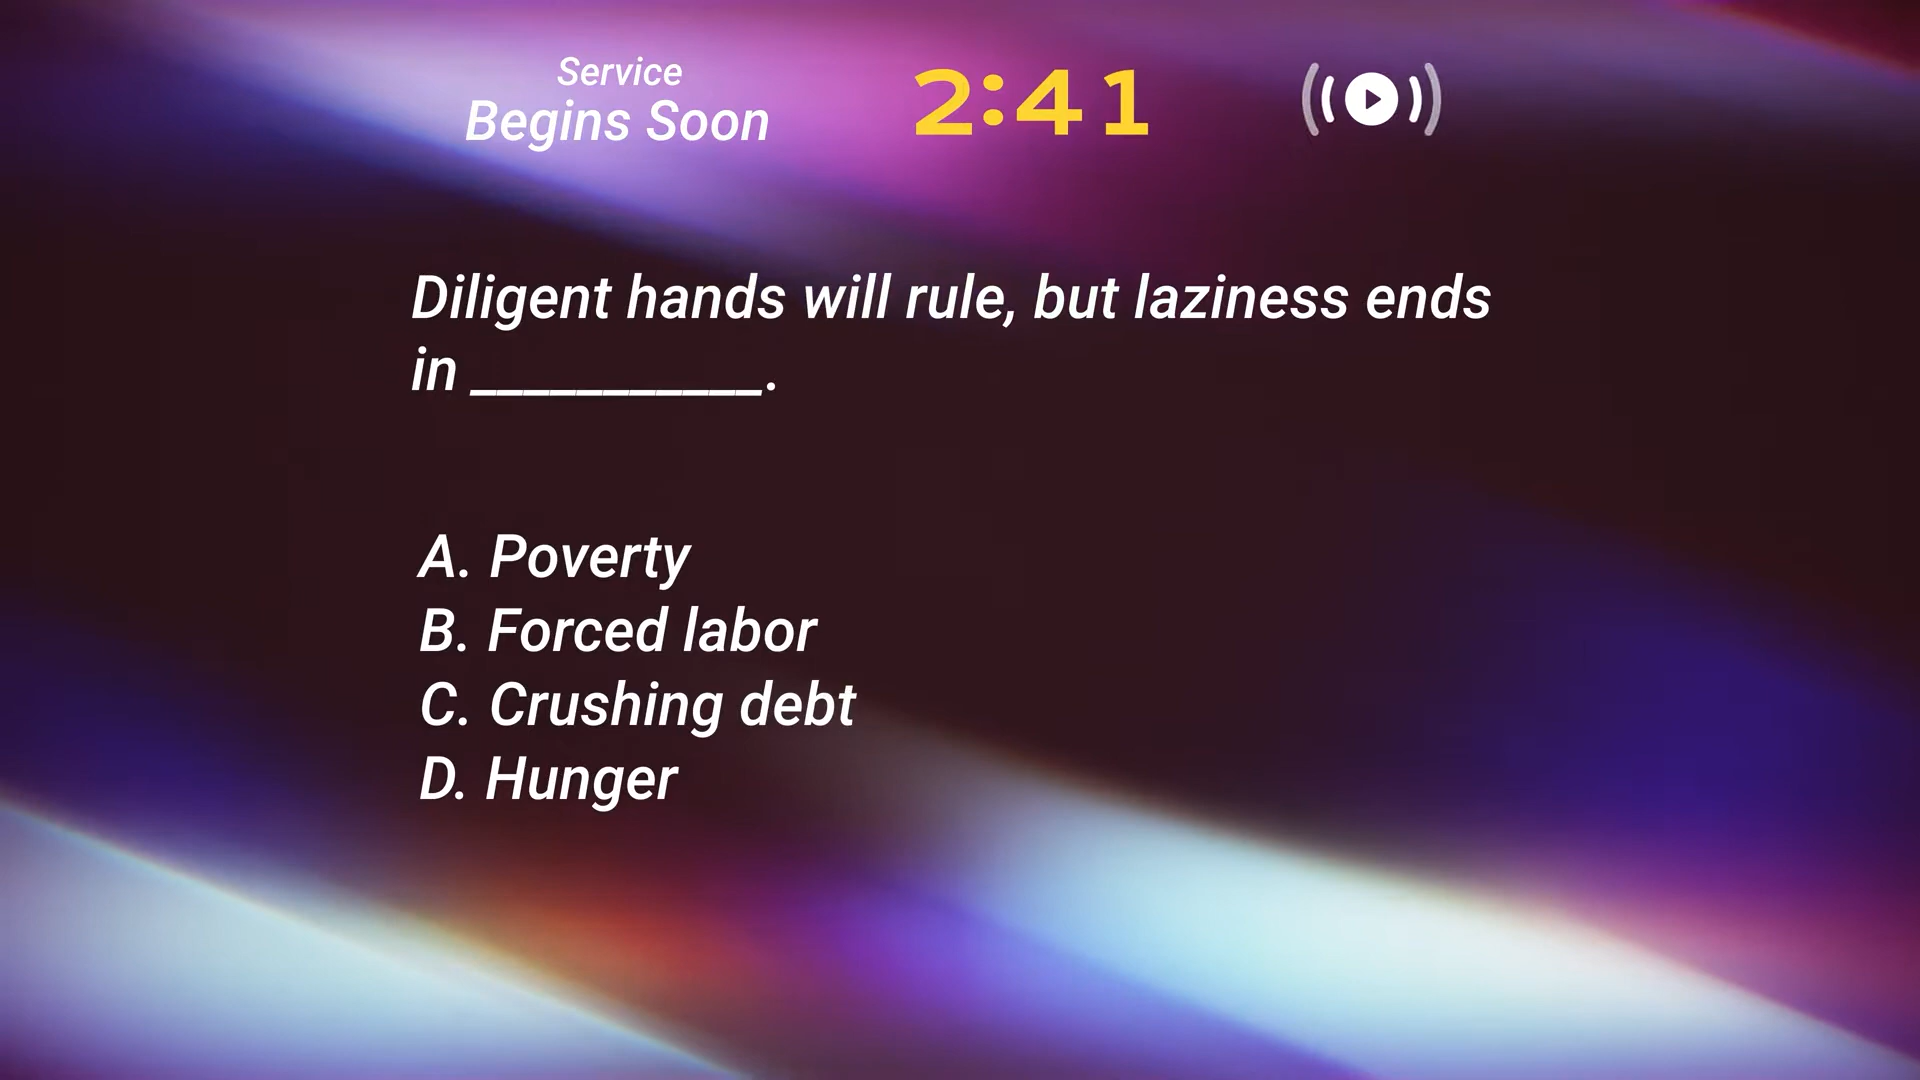 Service
Begins Soon
2:41
Diligent hands will rule, but laziness ends
in ___________.
A. Poverty
B. Forced labor
C. Crushing debt
D. Hunger